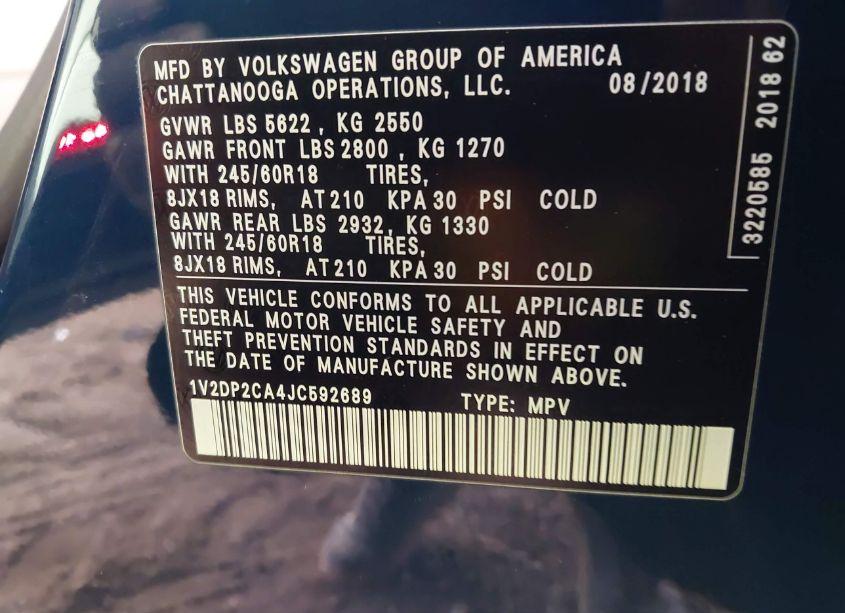 MFD BY VOLKSWAGEN GROUP OF AMERICA
CHATTANOOGA OPERATIONS, LLC. 08/2018
GVWR LBS 5622 , KG 2550
GAWR FRONT LBS 2800 , KG 1270
WITH 245/60R18 TIRES,
8JX18 RIMS, AT 210 KPA 30 PSI COLD
GAWR REAR LBS 2932, KG 1330
WITH 245/60R18 TIRES,
8JX18 RIMS, AT 210 KPA 30 PSI COLD
THIS VEHICLE CONFORMS TO ALL APPLICABLE U.S.
FEDERAL MOTOR VEHICLE SAFETY AND
THEFT PREVENTION STANDARDS IN EFFECT ON
THE DATE OF MANUFACTURE SHOWN ABOVE.
1V2DP2CA4JC592689 TYPE: MPV
3220585 2018 62